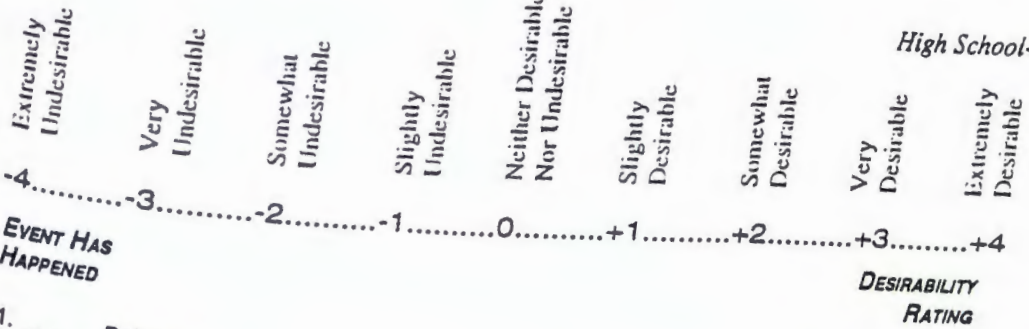 High School-
Extremely
Undesirable
Very
Undesirable
Somewhat
Undesirable
Slightly
Undesirable
Neither Desirable
Nor Undesirable
Slightly
Desirable
Somewhat
Desirable
Very
Desirable
Extremely
Desirable
-4.........-3.........-2.........-1.........0.........+1.........+2.........+3.........+4
EVENT HAS
HAPPENED
DESIRABILITY
RATING
1.